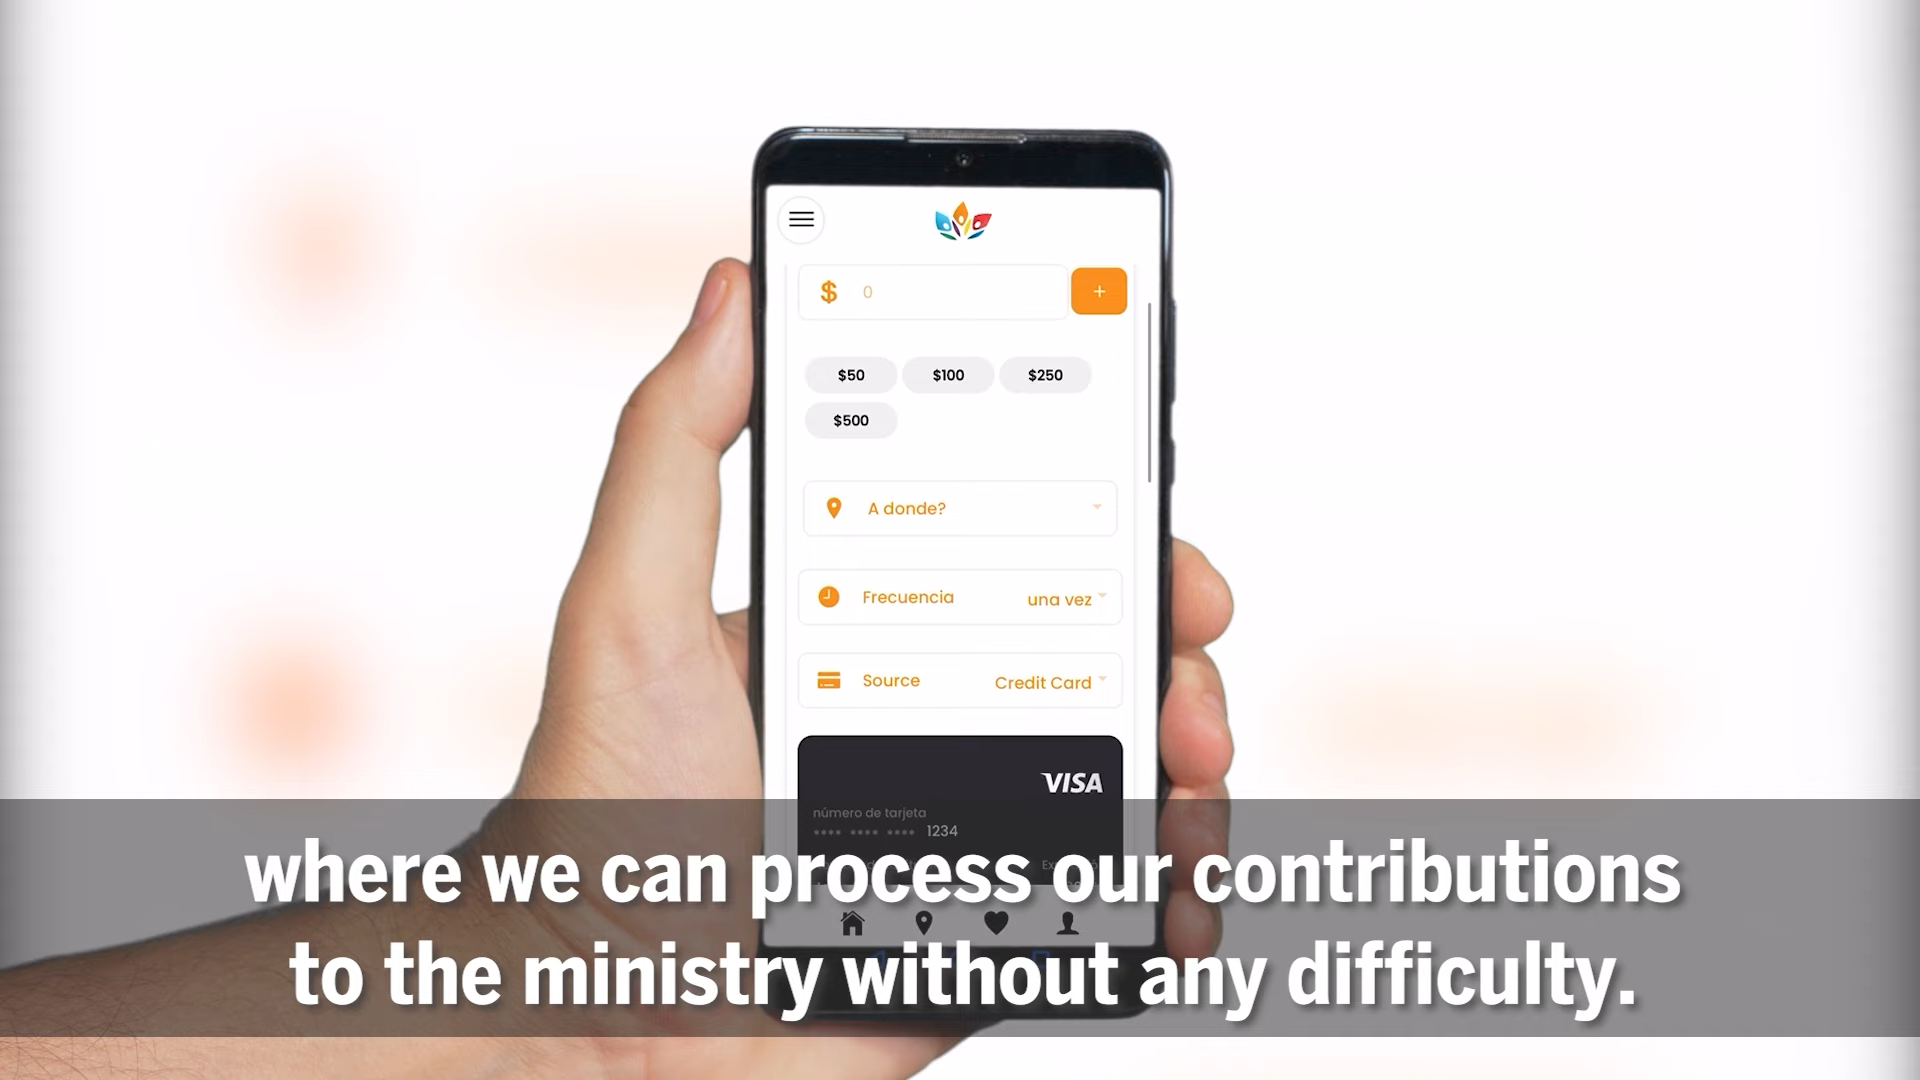 $ 0 +
$50 $100 $250
$500
A donde?
Frecuencia una vez
Source Credit Card
VISA
número de tarjeta
•••• •••• •••• 1234
where we can process our contributions
to the ministry without any difficulty.